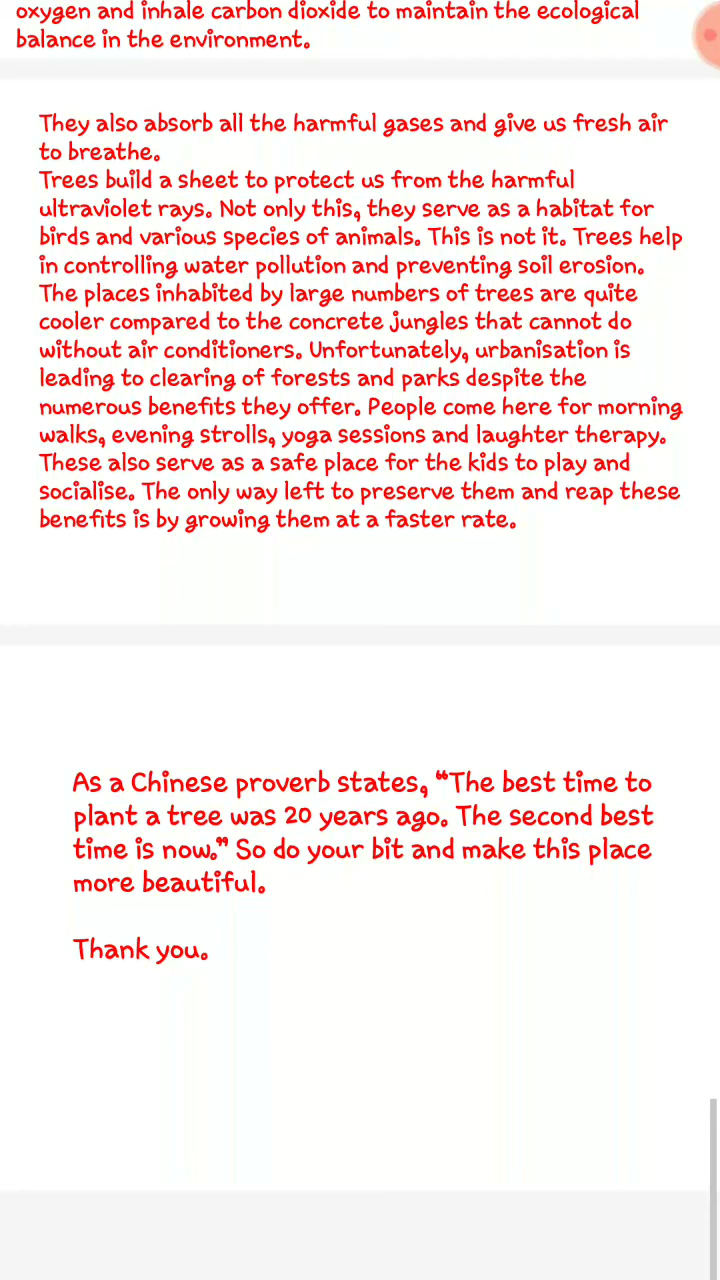 oxygen and inhale carbon dioxide to maintain the ecological
balance in the environment.
They also absorb all the harmful gases and give us fresh air
to breathe.
Trees build a sheet to protect us from the harmful
ultraviolet rays. Not only this, they serve as a habitat for
birds and various species of animals. This is not it. Trees help
in controlling water pollution and preventing soil erosion.
The places inhabited by large numbers of trees are quite
cooler compared to the concrete jungles that cannot do
without air conditioners. Unfortunately, urbanisation is
leading to clearing of forests and parks despite the
numerous benefits they offer. People come here for morning
walks, evening strolls, yoga sessions and laughter therapy.
These also serve as a safe place for the kids to play and
socialise. The only way left to preserve them and reap these
benefits is by growing them at a faster rate.
As a Chinese proverb states, “The best time to
plant a tree was 20 years ago. The second best
time is now.” So do your bit and make this place
more beautiful.
Thank you.